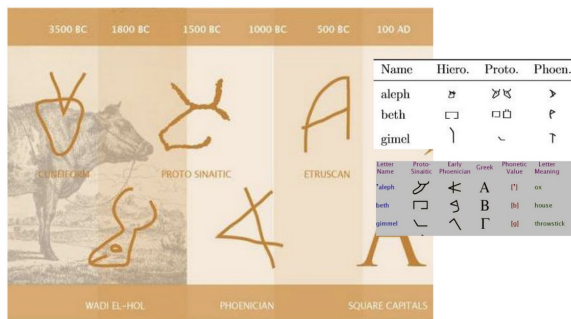 3500 BC 1800 BC 1500 BC 1000 BC 500 BC 100 AD
CUNEIFORM PROTO SINAITIC ETRUSCAN
WADI EL-HOL PHOENICIAN SQUARE CAPITALS
Name Hiero. Proto. Phoen.
aleph
beth
gimel
Letter Name Proto-Sinaitic Early Phoenician Greek Phonetic Value Letter Meaning
'aleph Α ['] ox
beth Β [b] house
gimmel Γ [g] throwstick